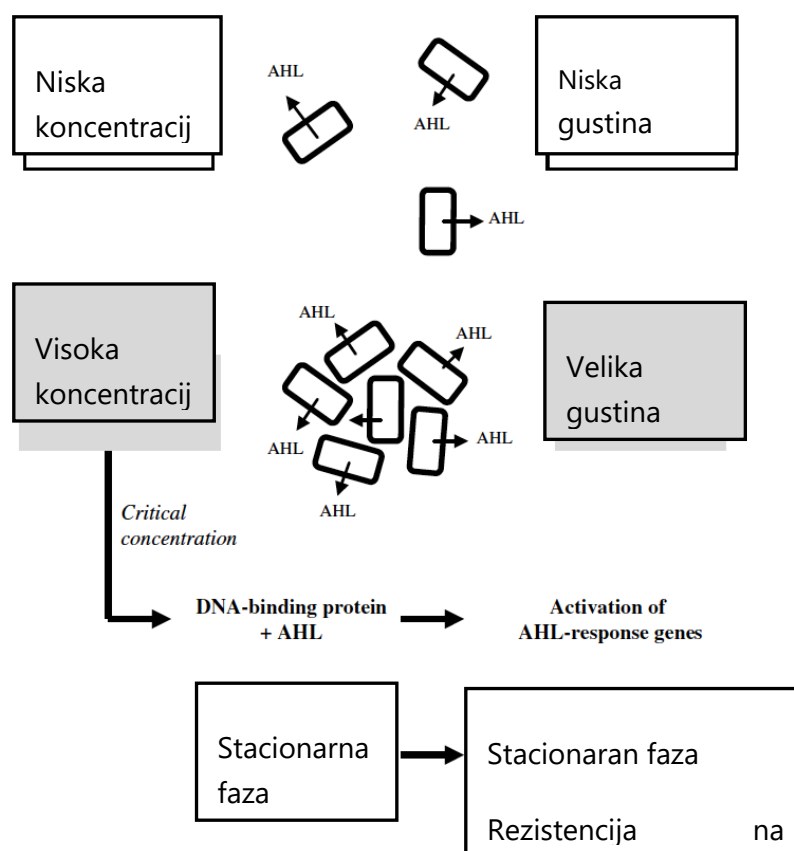 Niska
koncentracij
AHL
AHL
Niska
gustina
AHL
Visoka
koncentracij
AHL
AHL
AHL
AHL
AHL
Velika
gustina
Critical
concentration
DNA-binding protein
+ AHL
Activation of
AHL-response genes
Stacionarna
faza
Stacionaran faza
Rezistencija na